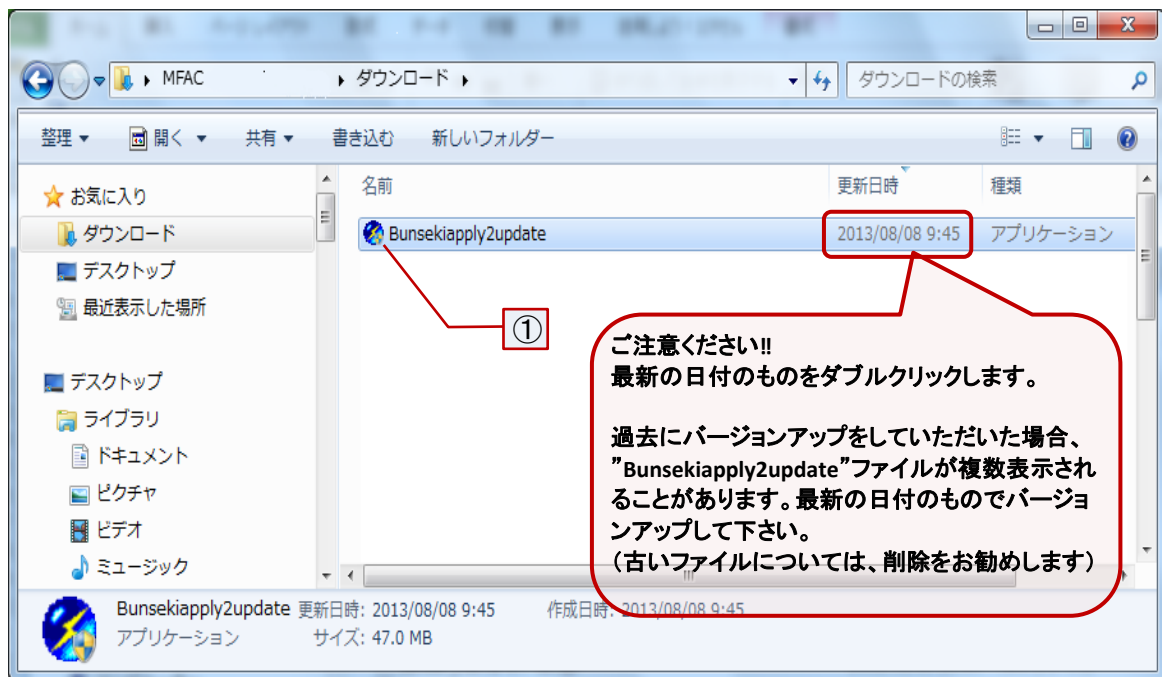 MFAC
ダウンロード
ダウンロードの検索
整理
開く
共有
書き込む
新しいフォルダー
お気に入り
ダウンロード
デスクトップ
最近表示した場所
デスクトップ
ライブラリ
ドキュメント
ピクチャ
ビデオ
ミュージック
名前
更新日時
種類
Bunsekiapply2update
2013/08/08 9:45
アプリケーション
①
ご注意ください‼
最新の日付のものをダブルクリックします。
過去にバージョンアップをしていただいた場合、
”Bunsekiapply2update”ファイルが複数表示され
ることがあります。最新の日付のものでバージョ
ンアップして下さい。
（古いファイルについては、削除をお勧めします）
Bunsekiapply2update 更新日時: 2013/08/08 9:45 作成日時: 2013/08/08 9:45
アプリケーション サイズ: 47.0 MB